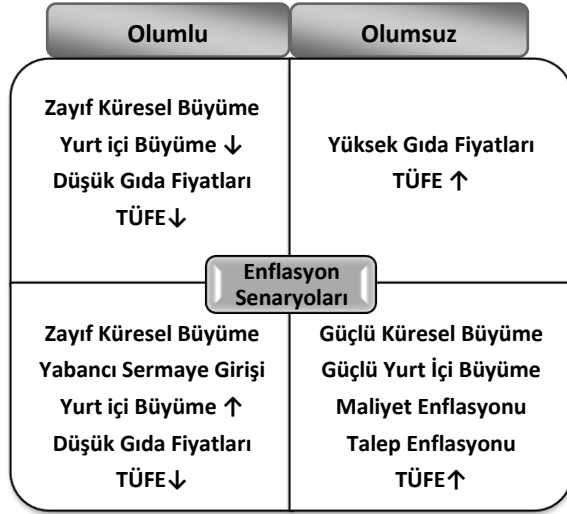 Olumlu
Olumsuz
Zayıf Küresel Büyüme
Yurt içi Büyüme ↓
Düşük Gıda Fiyatları
TÜFE↓
Yüksek Gıda Fiyatları
TÜFE ↑
Enflasyon
Senaryoları
Zayıf Küresel Büyüme
Yabancı Sermaye Girişi
Yurt içi Büyüme ↑
Düşük Gıda Fiyatları
TÜFE↓
Güçlü Küresel Büyüme
Güçlü Yurt İçi Büyüme
Maliyet Enflasyonu
Talep Enflasyonu
TÜFE↑